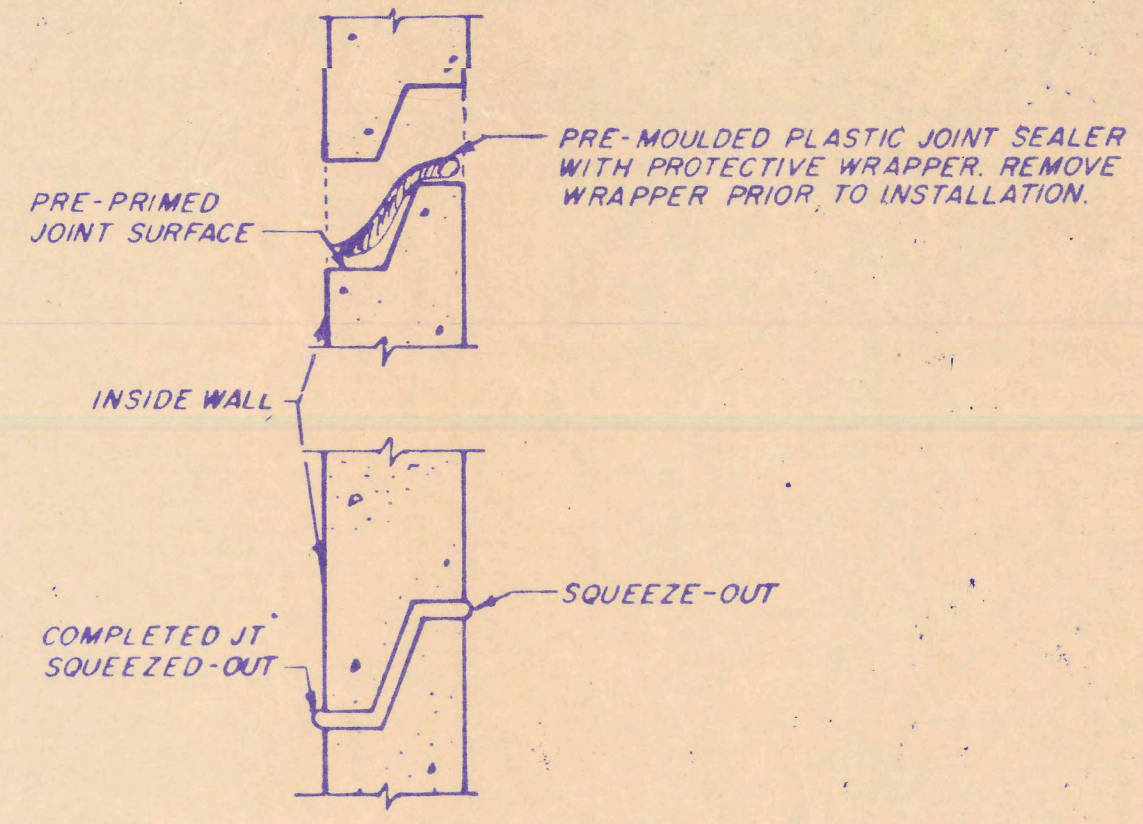 PRE-MOULDED PLASTIC JOINT SEALER
WITH PROTECTIVE WRAPPER. REMOVE
WRAPPER PRIOR TO INSTALLATION.
PRE-PRIMED
JOINT SURFACE
INSIDE WALL
SQUEEZE-OUT
COMPLETED JT
SQUEEZED-OUT